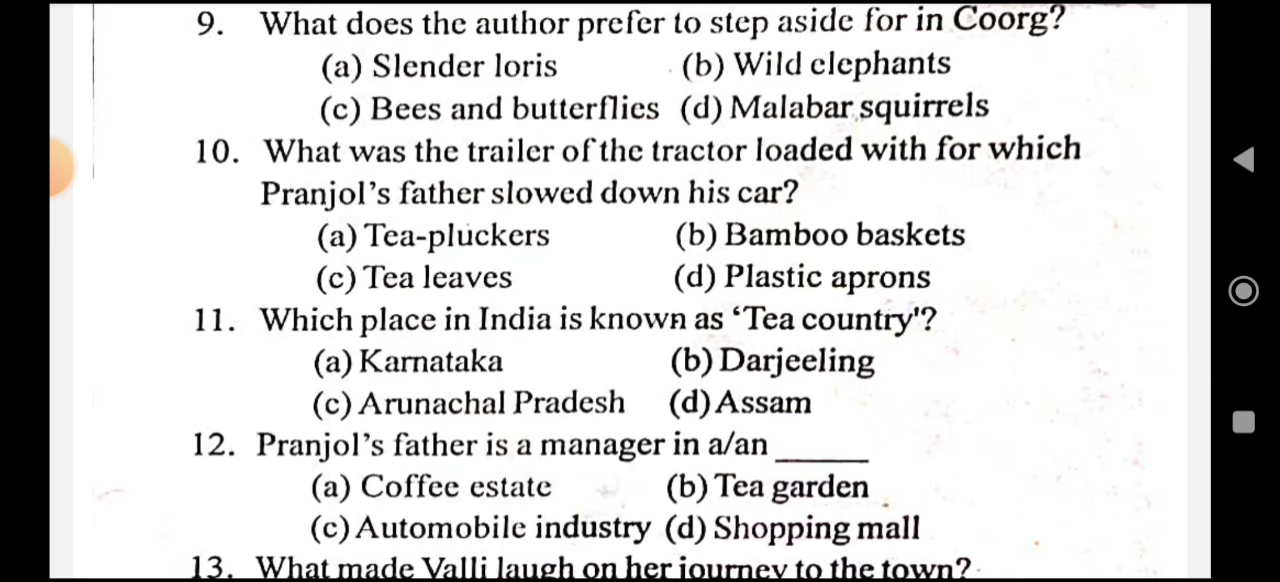 9. What does the author prefer to step aside for in Coorg?
(a) Slender loris (b) Wild elephants
(c) Bees and butterflies (d) Malabar squirrels
10. What was the trailer of the tractor loaded with for which
Pranjol's father slowed down his car?
(a) Tea-pluckers (b) Bamboo baskets
(c) Tea leaves (d) Plastic aprons
11. Which place in India is known as ‘Tea country'?
(a) Karnataka (b) Darjeeling
(c) Arunachal Pradesh (d) Assam
12. Pranjol’s father is a manager in a/an ______
(a) Coffee estate (b) Tea garden
(c) Automobile industry (d) Shopping mall
13. What made Valli laugh on her journey to the town?